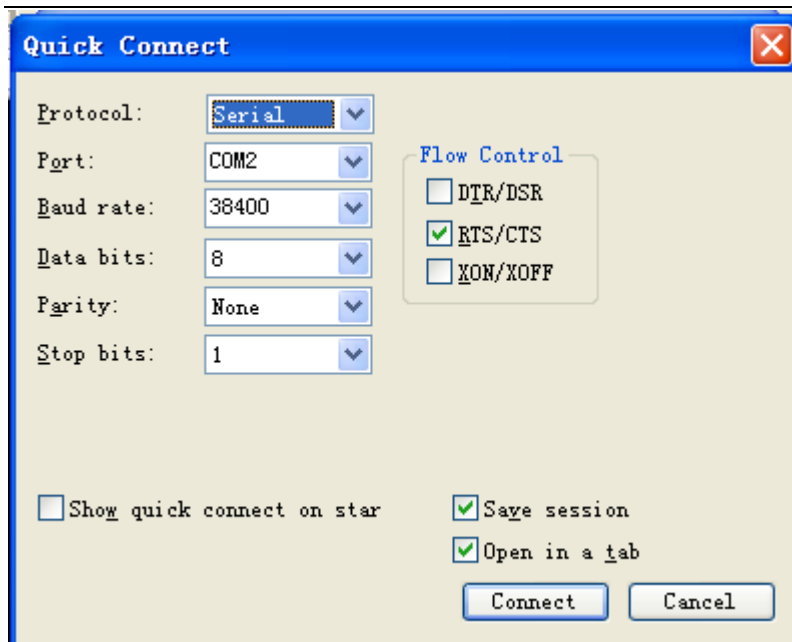 Quick Connect
Protocol: Serial
Port: COM2
Flow Control
Baud rate: 38400
DTR/DSR
RTS/CTS
Data bits: 8
XON/XOFF
Parity: None
Stop bits: 1
Show quick connect on star
Save session
Open in a tab
Connect Cancel